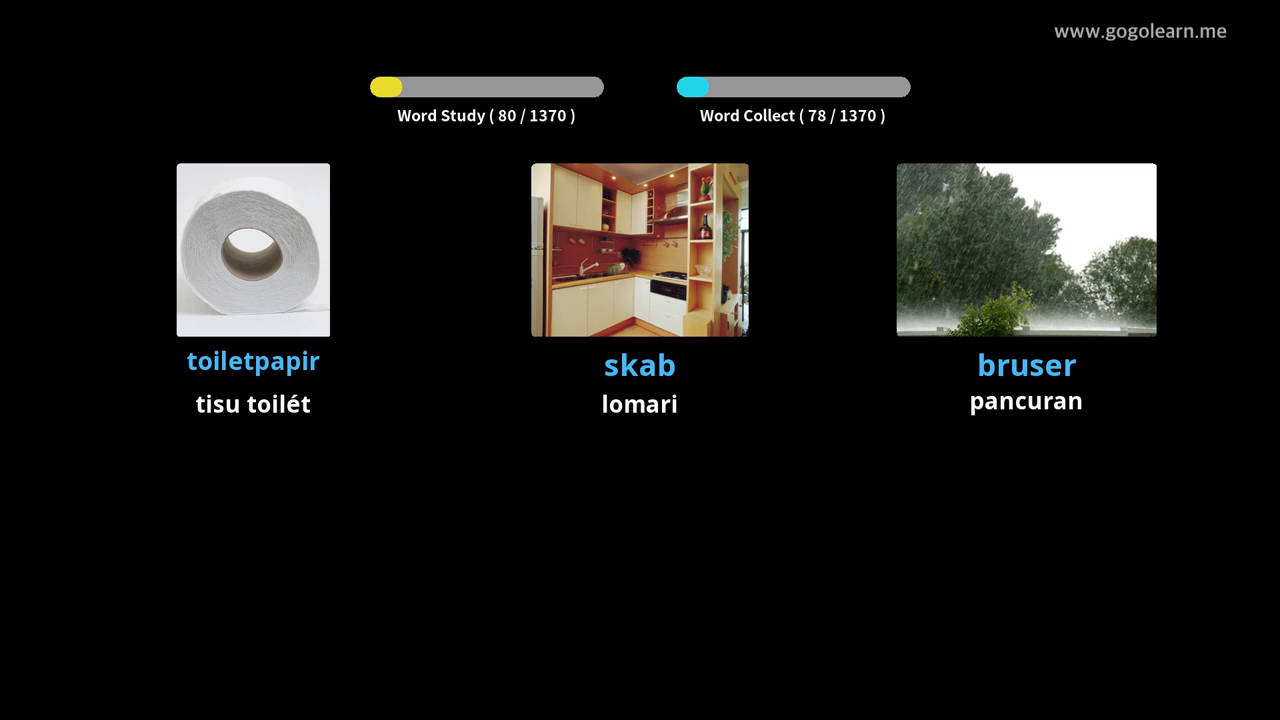 www.gogolearn.me
Word Study ( 80 / 1370 )
Word Collect ( 78 / 1370 )
toiletpapir
tisu toilét
skab
lomari
bruser
pancuran